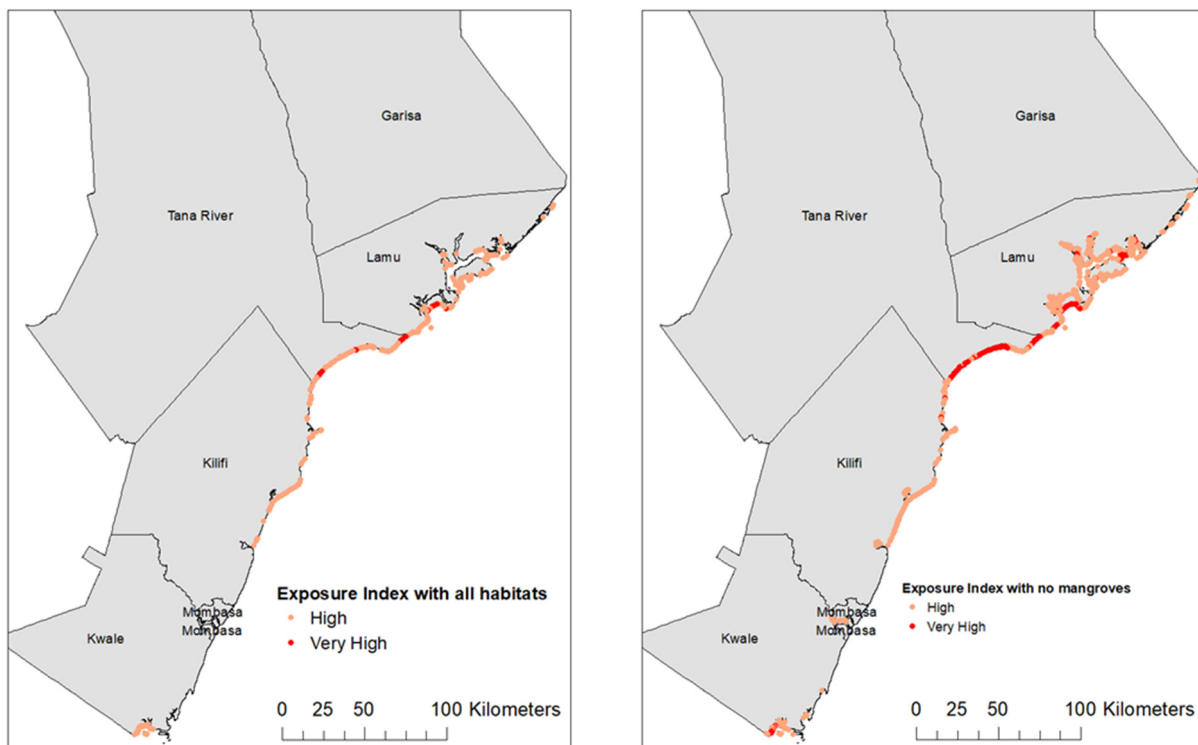 Garisa
Tana River
Lamu
Kilifi
Mombasa
Mombasa
Kwale
Exposure Index with all habitats
High
Very High
0 25 50 100 Kilometers
Garisa
Tana River
Lamu
Kilifi
Mombasa
Mombasa
Kwale
Exposure Index with no mangroves
High
Very High
0 25 50 100 Kilometers